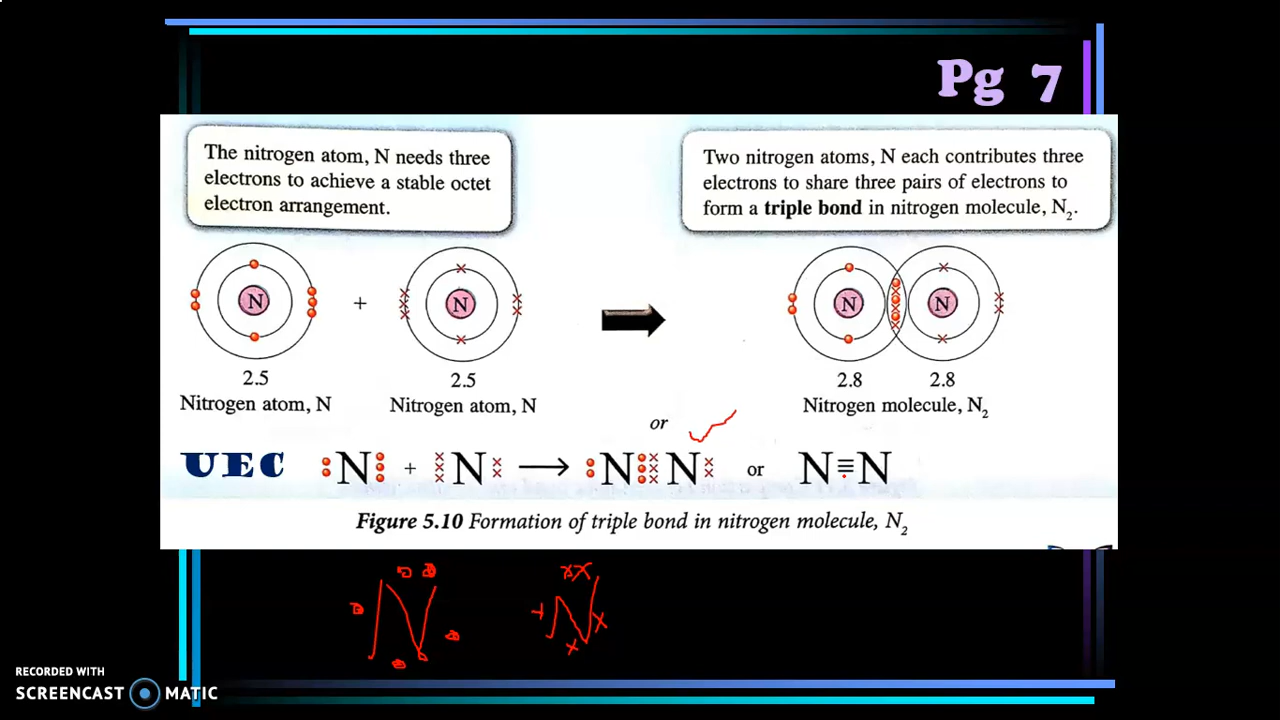 Pg 7
The nitrogen atom, N needs three
electrons to achieve a stable octet
electron arrangement.
Two nitrogen atoms, N each contributes three
electrons to share three pairs of electrons to
form a triple bond in nitrogen molecule, N₂.
N + N N N
2.5 2.5 2.8 2.8
Nitrogen atom, N Nitrogen atom, N Nitrogen molecule, N₂
or
UEC N + N → N N or N≡N
Figure 5.10 Formation of triple bond in nitrogen molecule, N₂
N N
RECORDED WITH
SCREENCAST MATIC